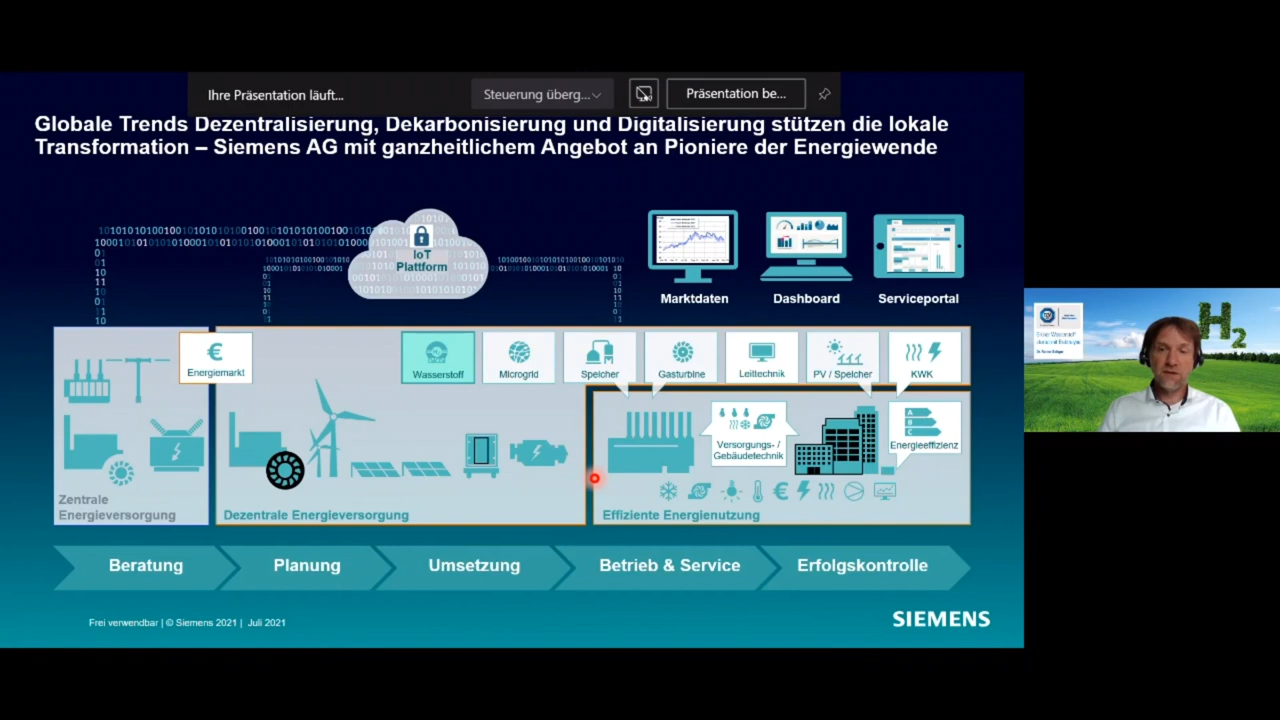 Ihre Präsentation läuft...
Steuerung überg...
Präsentation be...
Globale Trends Dezentralisierung, Dekarbonisierung und Digitalisierung stützen die lokale
Transformation – Siemens AG mit ganzheitlichem Angebot an Pioniere der Energiewende
IoT
Plattform
Marktdaten
Dashboard
Serviceportal
€
Energiemarkt
Wasserstoff
Microgrid
Speicher
Gasturbine
Leittechnik
PV / Speicher
KWK
H2
Versorgungs- /
Gebäudetechnik
A
B
C
Energieeffizienz
€
Zentrale
Energieversorgung
Dezentrale Energieversorgung
Effiziente Energienutzung
Beratung
Planung
Umsetzung
Betrieb & Service
Erfolgskontrolle
Frei verwendbar | © Siemens 2021 | Juli 2021
SIEMENS